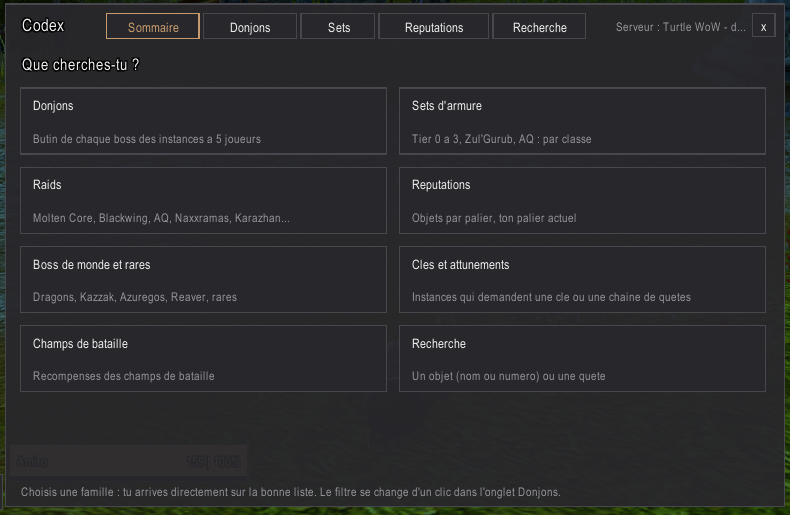 Codex
Sommaire
Donjons
Sets
Reputations
Recherche
Serveur : Turtle WoW - d...
x
Que cherches-tu ?
Donjons
Butin de chaque boss des instances a 5 joueurs
Sets d'armure
Tier 0 a 3, Zul'Gurub, AQ : par classe
Raids
Molten Core, Blackwing, AQ, Naxxramas, Karazhan...
Reputations
Objets par palier, ton palier actuel
Boss de monde et rares
Dragons, Kazzak, Azuregos, Reaver, rares
Cles et attunements
Instances qui demandent une cle ou une chaine de quetes
Champs de bataille
Recompenses des champs de bataille
Recherche
Un objet (nom ou numero) ou une quete
Choisis une famille : tu arrives directement sur la bonne liste. Le filtre se change d'un clic dans l'onglet Donjons.